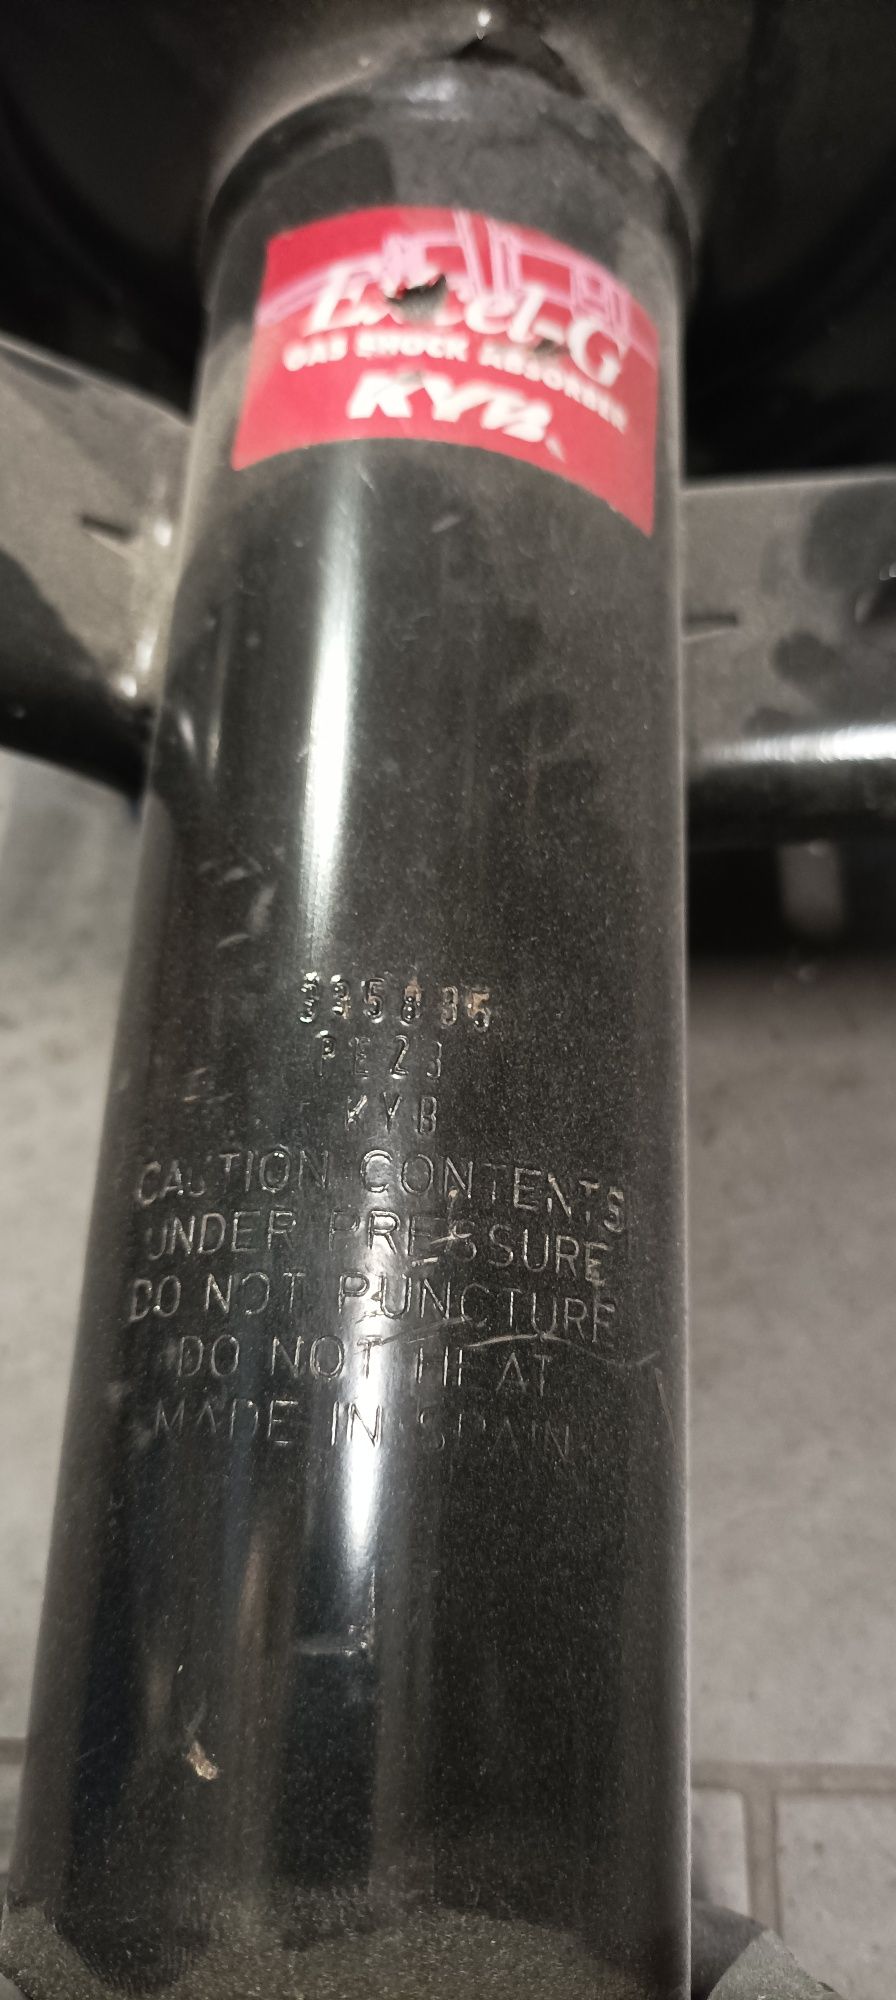 Excel-G
GAS SHOCK ABSORBER
KYB
KYB
CAUTION CONTENTS
UNDER PRESSURE
DO NOT PUNCTURE
DO NOT HEAT
MADE IN SPAIN